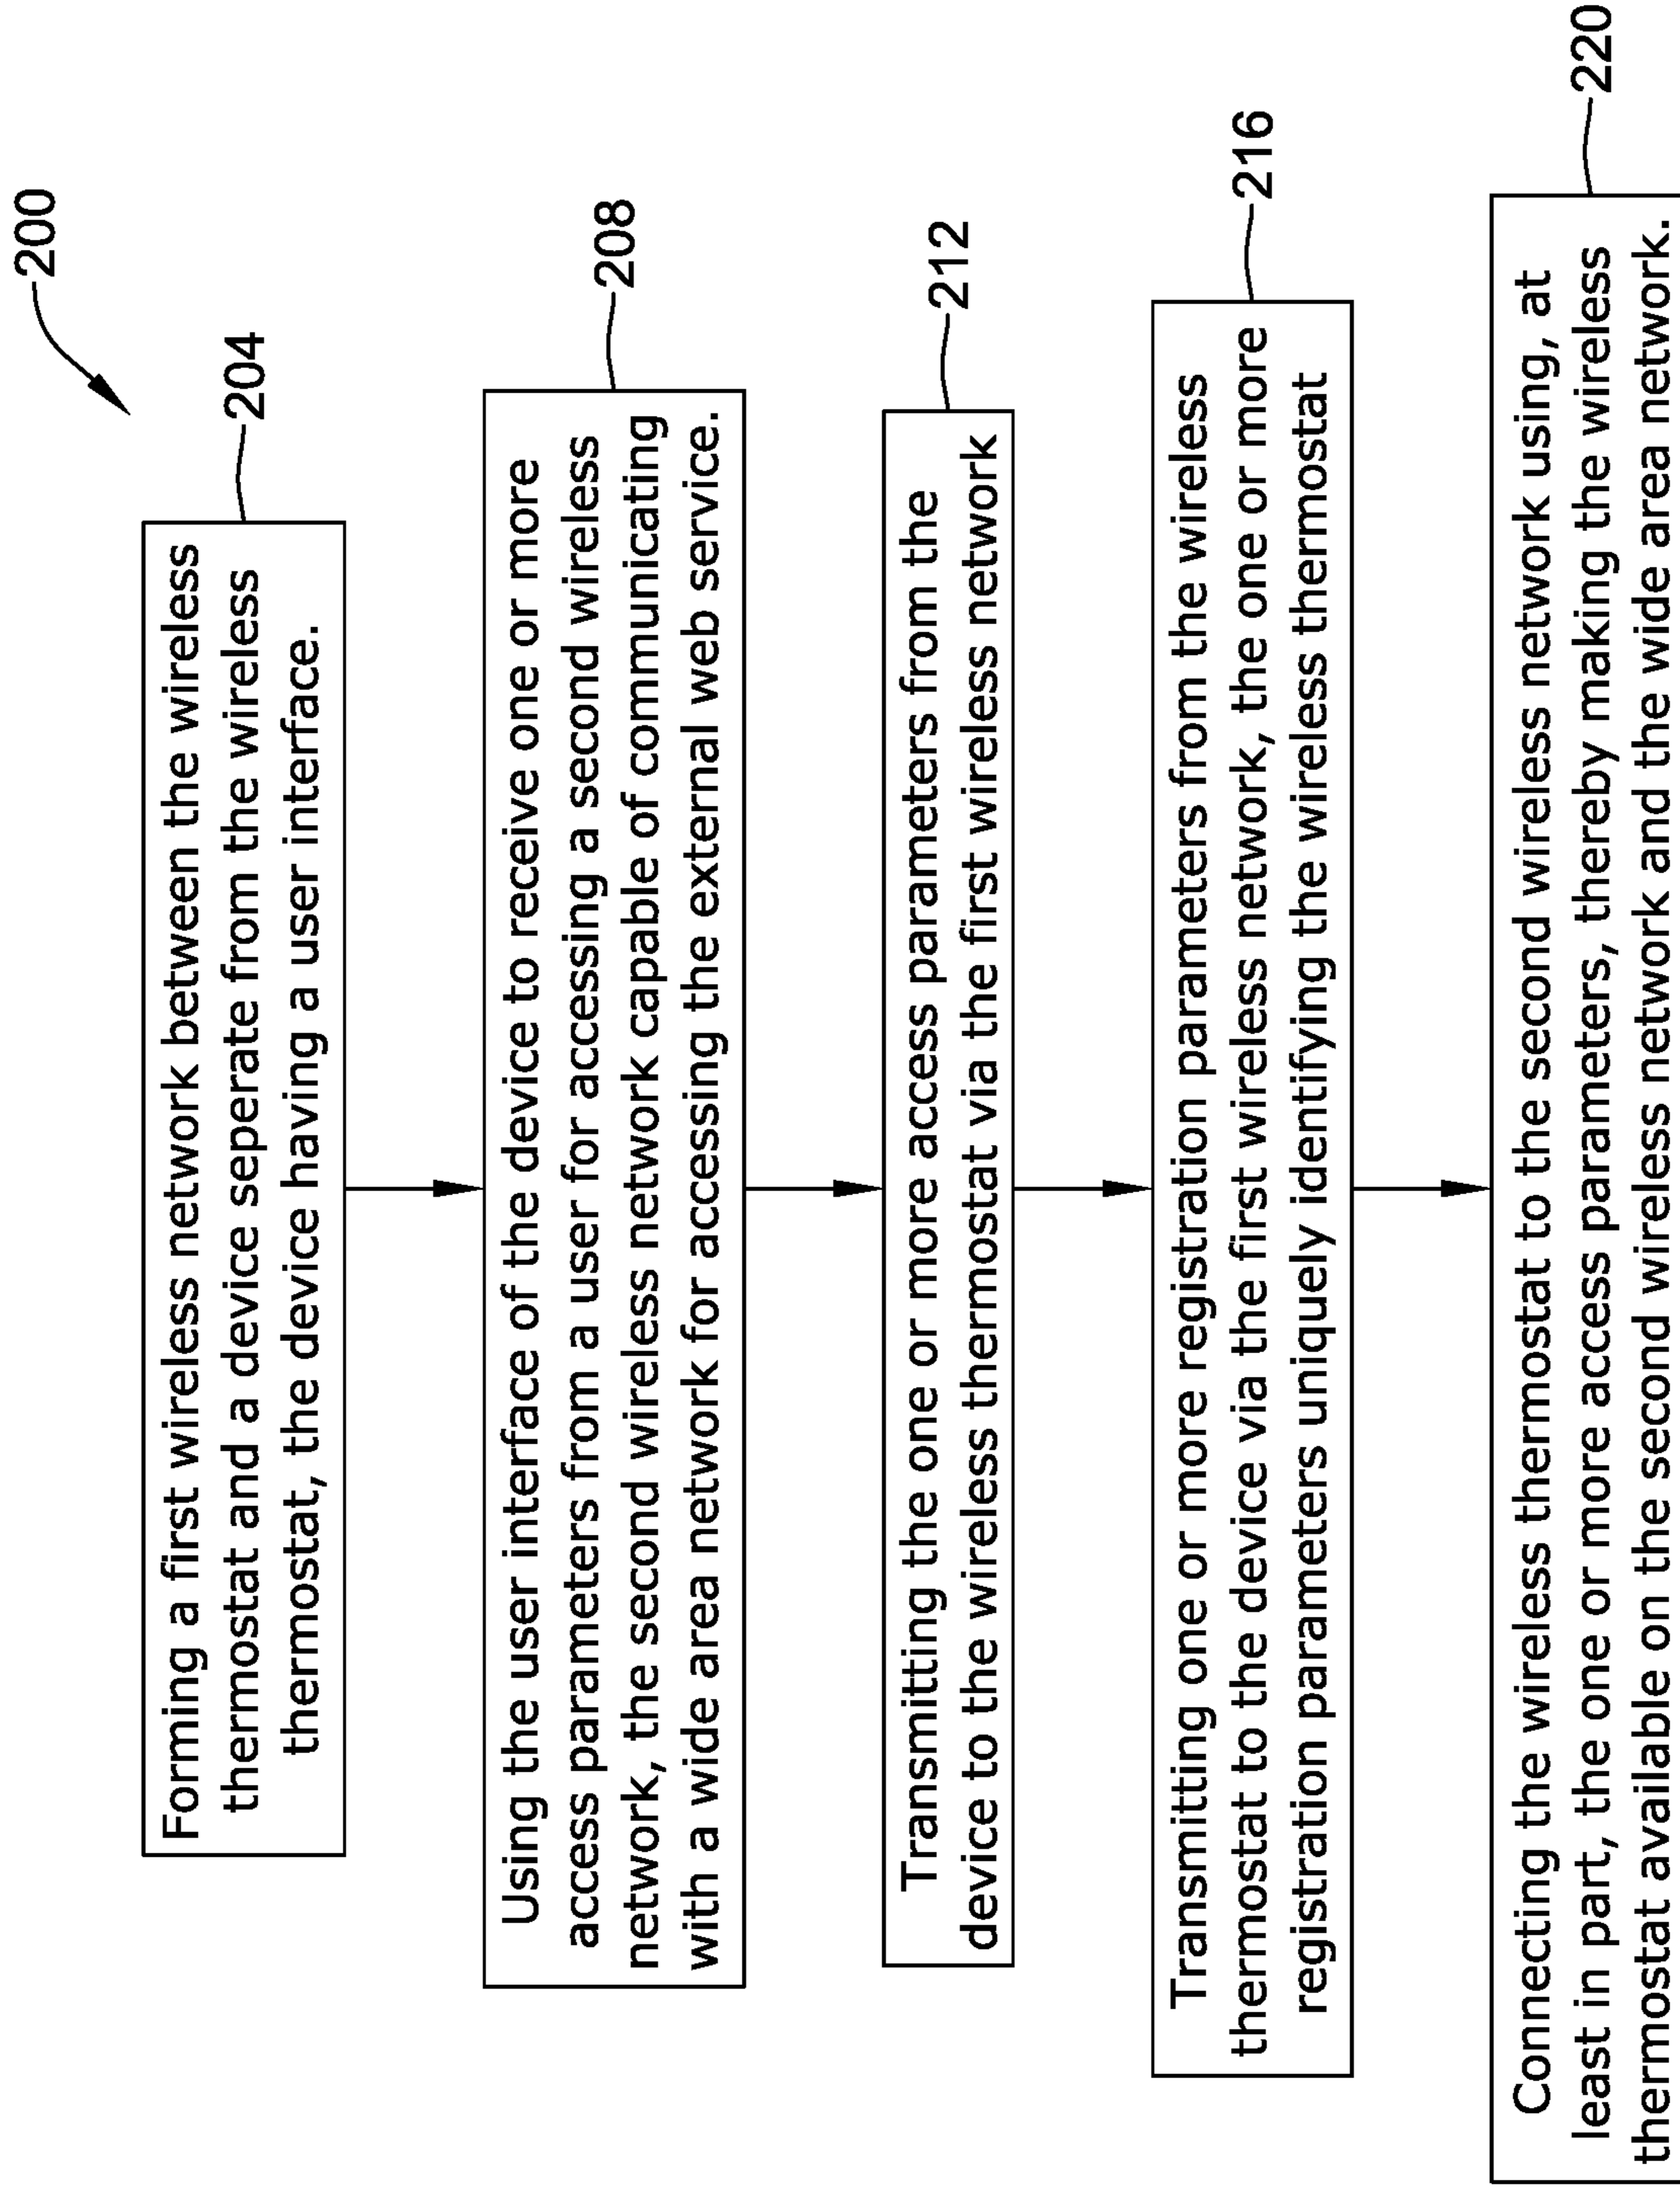 200
204
Forming a first wireless network between the wireless
thermostat and a device seperate from the wireless
thermostat, the device having a user interface.
208
Using the user interface of the device to receive one or more
access parameters from a user for accessing a second wireless
network, the second wireless network capable of communicating
with a wide area network for accessing the external web service.
212
Transmitting the one or more access parameters from the
device to the wireless thermostat via the first wireless network
216
Transmitting one or more registration parameters from the wireless
thermostat to the device via the first wireless network, the one or more
registration parameters uniquely identifying the wireless thermostat
220
Connecting the wireless thermostat to the second wireless network using, at
least in part, the one or more access parameters, thereby making the wireless
thermostat available on the second wireless network and the wide area network.